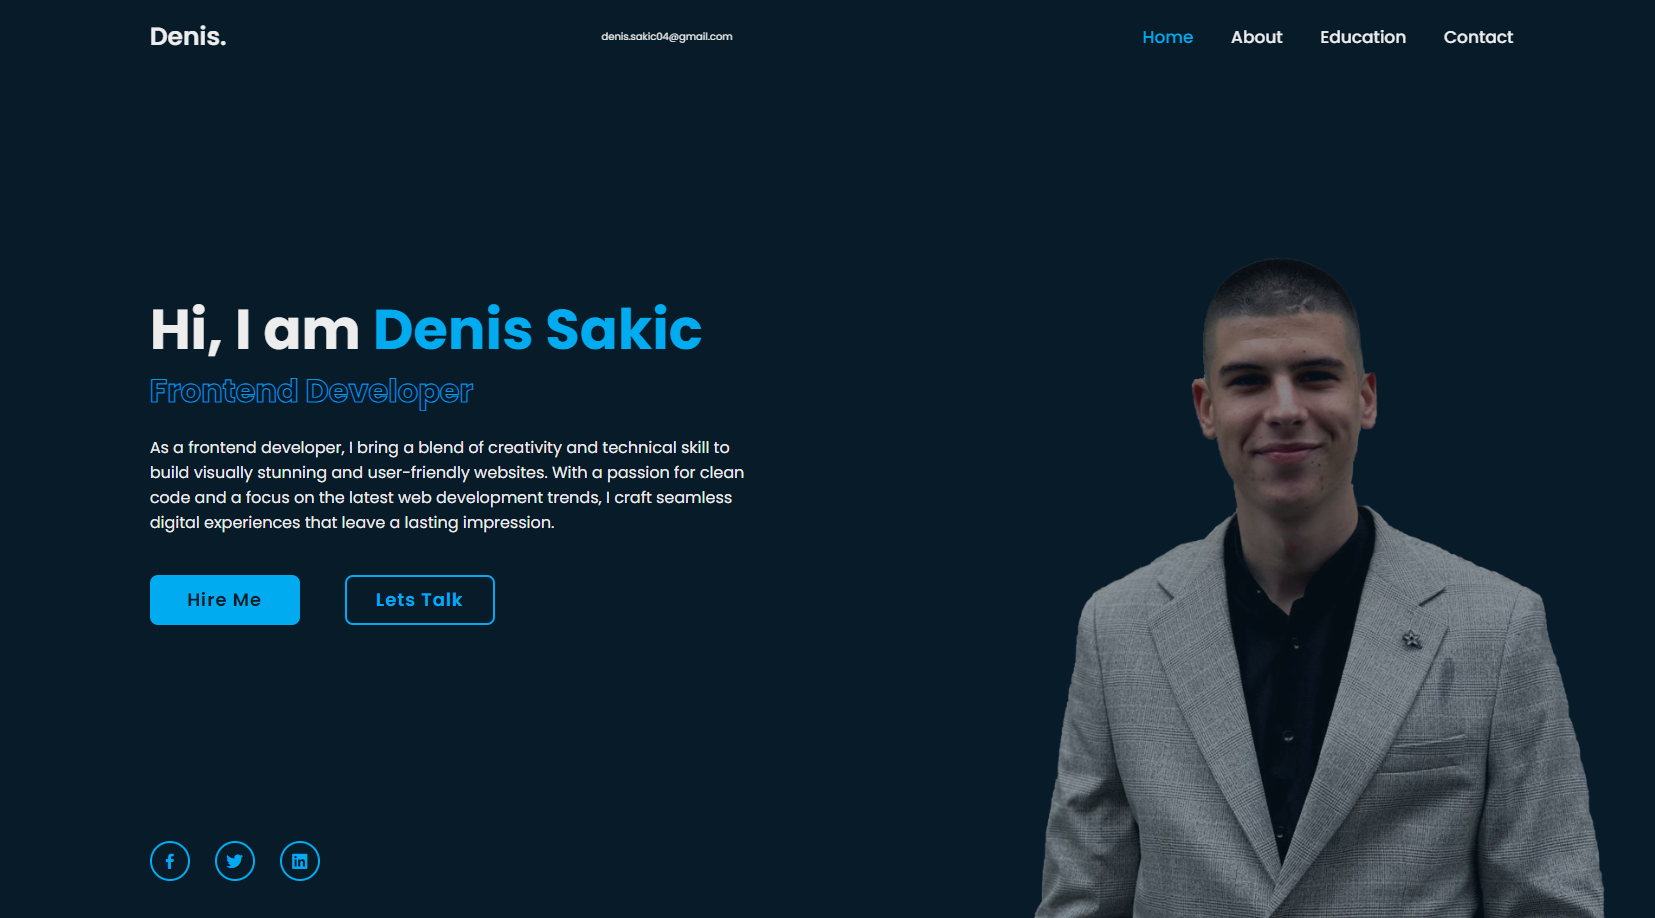 Denis.
denis.sakic04@gmail.com
Home About Education Contact
Hi, I am Denis Sakic
Frontend Developer
As a frontend developer, I bring a blend of creativity and technical skill to
build visually stunning and user-friendly websites. With a passion for clean
code and a focus on the latest web development trends, I craft seamless
digital experiences that leave a lasting impression.
Hire Me
Lets Talk